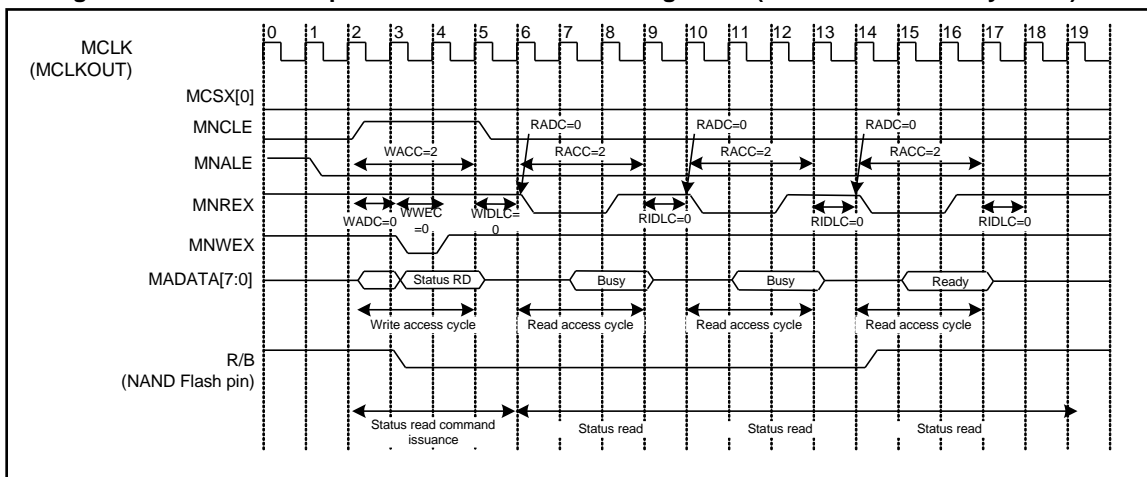 0 1 2 3 4 5 6 7 8 9 10 11 12 13 14 15 16 17 18 19
MCLK
(MCLKOUT)
MCSX[0]
MNCLE
RADC=0 RADC=0 RADC=0
MNALE
WACC=2 RACC=2 RACC=2 RACC=2
MNREX
WADC=0 WWEC
=0 WIDLC=
0 RIDLC=0 RIDLC=0 RIDLC=0
MNWEX
MADATA[7:0]
Status RD Busy Busy Ready
Write access cycle Read access cycle Read access cycle Read access cycle
R/B
(NAND Flash pin)
Status read command
issuance
Status read Status read Status read